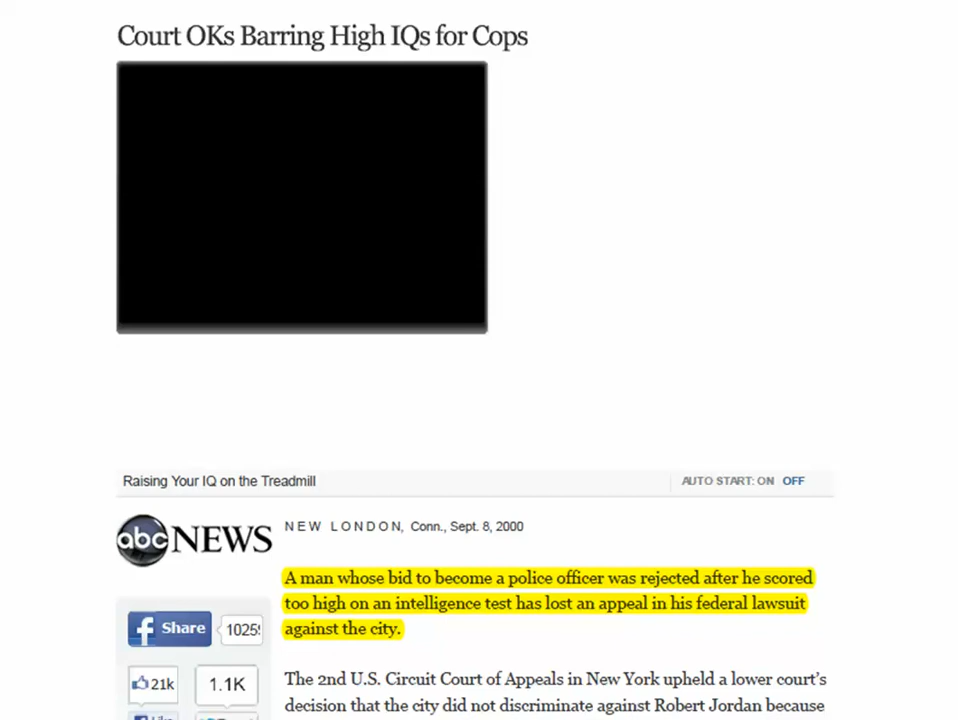 Court OKs Barring High IQs for Cops
Raising Your IQ on the Treadmill
AUTO START: ON OFF
abc NEWS
NEW LONDON, Conn., Sept. 8, 2000
A man whose bid to become a police officer was rejected after he scored
too high on an intelligence test has lost an appeal in his federal lawsuit
against the city.
f Share
21k
1.1K
The 2nd U.S. Circuit Court of Appeals in New York upheld a lower court's
decision that the city did not discriminate against Robert Jordan because